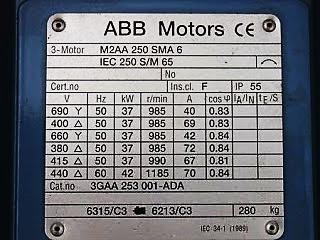 ABB Motors CE
3-Motor M2AA 250 SMA 6
IEC 250 S/M 65
No
Cert.no Ins.cl. F IP 55
V Hz kW r/min A cos φ IA/IN tE/S
690 Y 50 37 985 40 0.83
400 Δ 50 37 985 69 0.83
660 Y 50 37 985 42 0.84
380 Δ 50 37 985 72 0.84
415 Δ 50 37 990 67 0.81
440 Δ 60 42 1185 70 0.84
Cat.no 3GAA 253 001-ADA
6315/C3 6213/C3 280 kg
IEC 34-1 (1989)